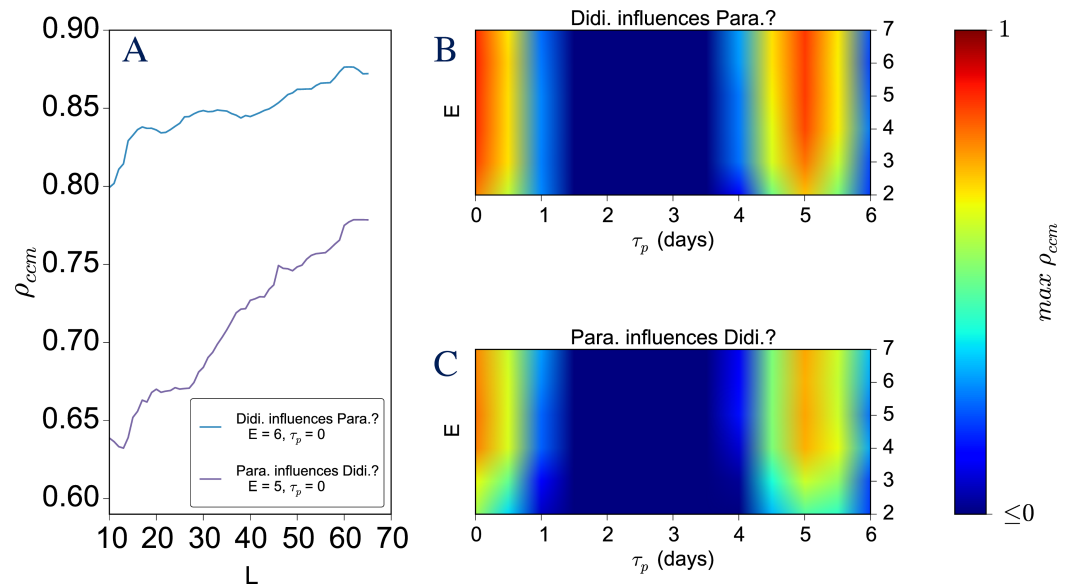 A
0.90
0.85
0.80
0.75
0.70
0.65
0.60
ρccm
10 20 30 40 50 60 70
L
Didi. influences Para.?
E = 6, τp = 0
Para. influences Didi.?
E = 5, τp = 0
Didi. influences Para.?
B
E
7
6
5
4
3
2
0 1 2 3 4 5 6
τp (days)
Para. influences Didi.?
C
E
7
6
5
4
3
2
0 1 2 3 4 5 6
τp (days)
1
≤0
max ρccm